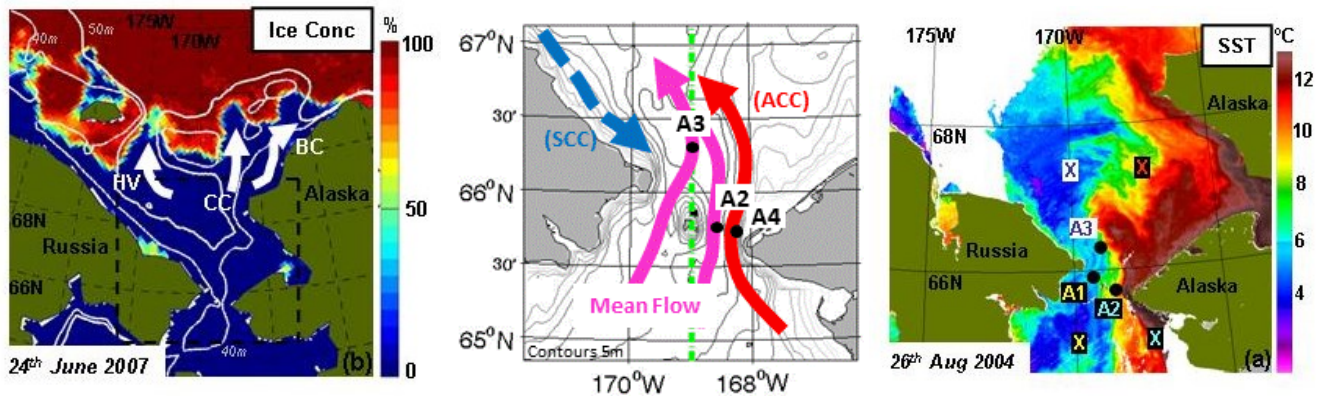 175W
170W
50m
40m
Ice Conc
%
100
50
0
HV
CC
BC
Alaska
68N
Russia
66N
40m
24th June 2007
(b)
67°N
30'
66°N
30'
65°N
170°W
168°W
(SCC)
(ACC)
A3
A2
A4
Mean Flow
Contours 5m
175W
170W
SST
°C
12
10
8
6
4
Alaska
68N
X
X
A3
Russia
66N
A1
A2
Alaska
X
X
26th Aug 2004
(a)